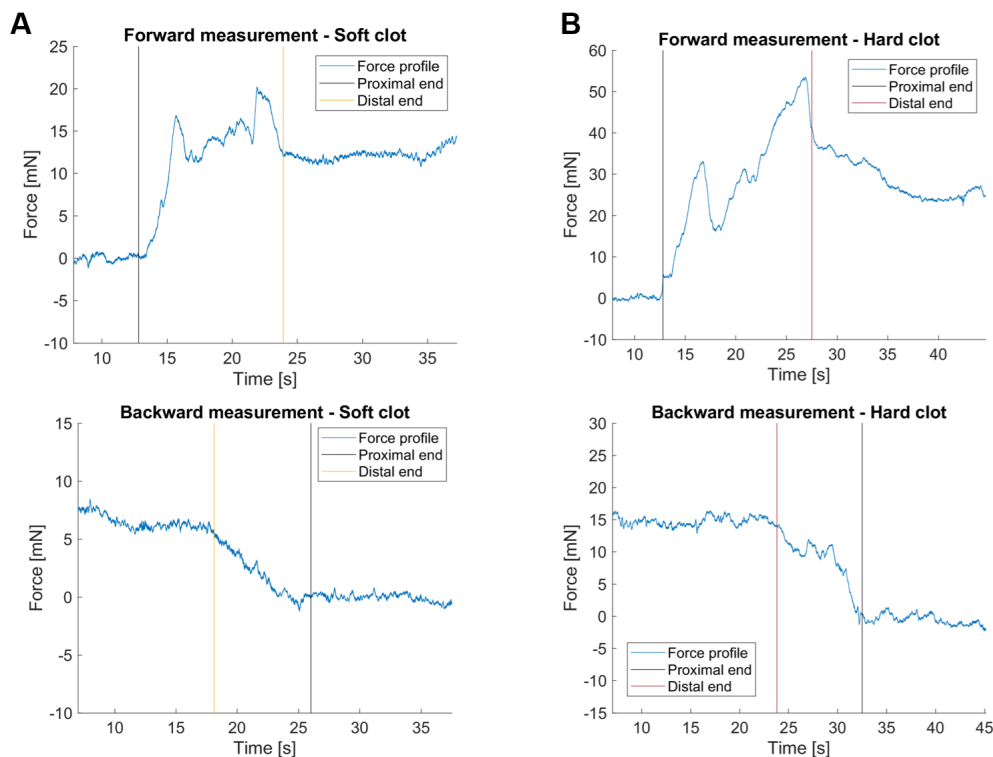 A
Forward measurement - Soft clot
25
20
15
10
5
0
-5
-10
Force [mN]
10 15 20 25 30 35
Time [s]
Force profile
Proximal end
Distal end
B
Forward measurement - Hard clot
60
50
40
30
20
10
0
-10
Force [mN]
10 15 20 25 30 35 40
Time [s]
Force profile
Proximal end
Distal end
Backward measurement - Soft clot
15
10
5
0
-5
-10
Force [mN]
10 15 20 25 30 35
Time [s]
Force profile
Proximal end
Distal end
Backward measurement - Hard clot
30
25
20
15
10
5
0
-5
-10
-15
Force [mN]
10 15 20 25 30 35 40 45
Time [s]
Force profile
Proximal end
Distal end